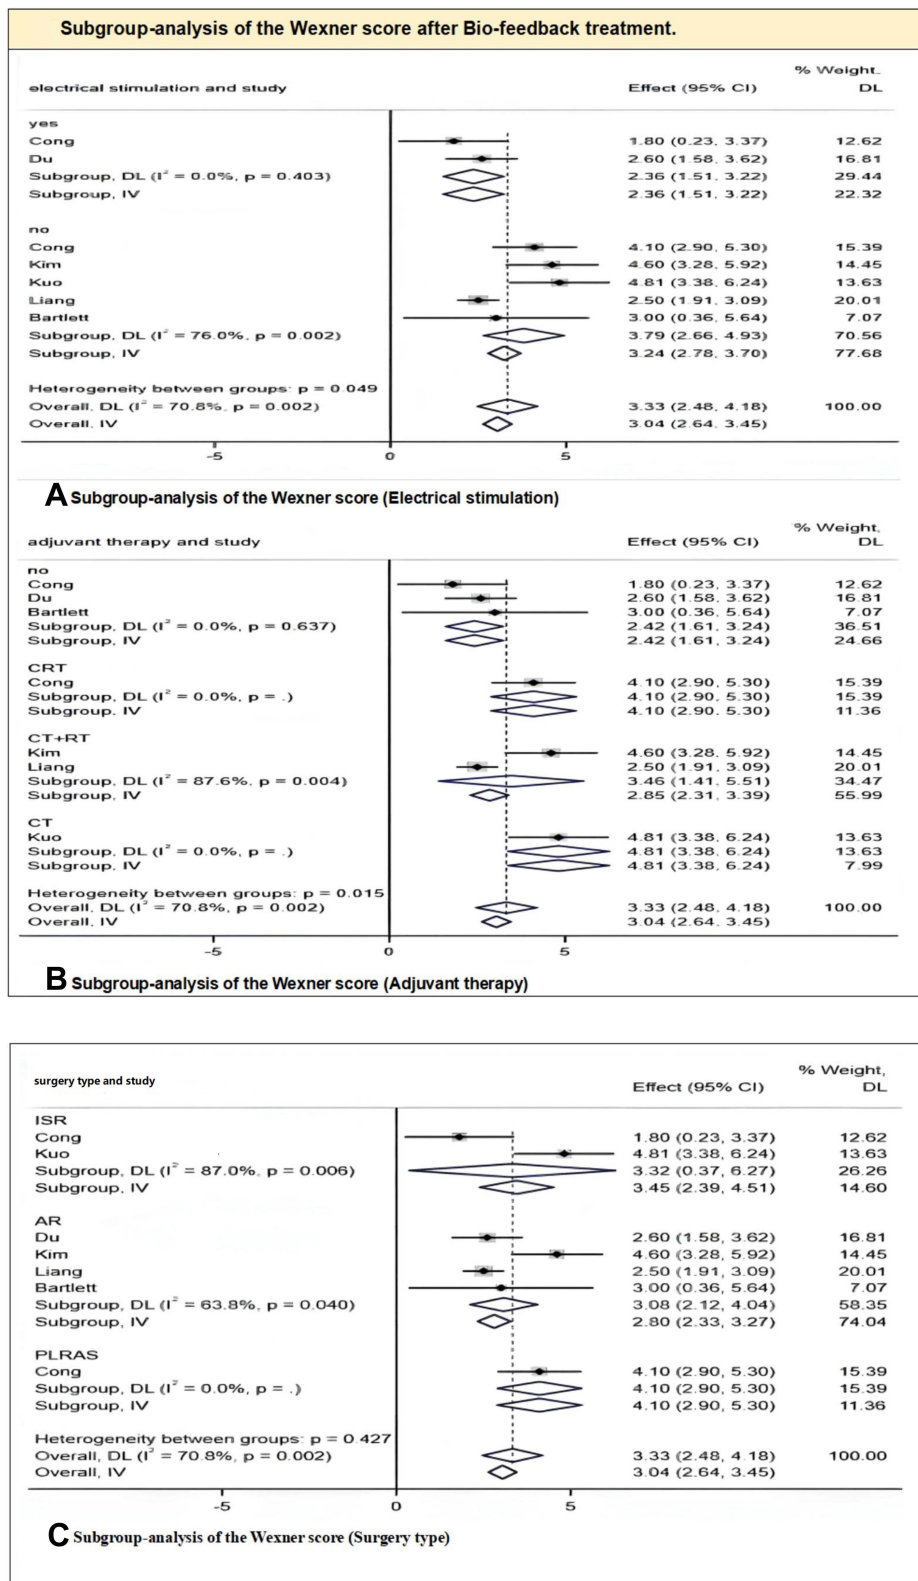 Subgroup-analysis of the Wexner score after Bio-feedback treatment.
% Weight,
electrical stimulation and study Effect (95% CI) DL
yes
Cong 1.80 (0.23, 3.37) 12.62
Du 2.60 (1.58, 3.62) 16.81
Subgroup, DL (I² = 0.0%, p = 0.403) 2.36 (1.51, 3.22) 29.44
Subgroup, IV 2.36 (1.51, 3.22) 22.32
no
Cong 4.10 (2.90, 5.30) 15.39
Kim 4.60 (3.28, 5.92) 14.45
Kuo 4.81 (3.38, 6.24) 13.63
Liang 2.50 (1.91, 3.09) 20.01
Bartlett 3.00 (0.36, 5.64) 7.07
Subgroup, DL (I² = 76.0%, p = 0.002) 3.79 (2.66, 4.93) 70.56
Subgroup, IV 3.24 (2.78, 3.70) 77.68
Heterogeneity between groups: p = 0.049
Overall, DL (I² = 70.8%, p = 0.002) 3.33 (2.48, 4.18) 100.00
Overall, IV 3.04 (2.64, 3.45)
-5 0 5
A Subgroup-analysis of the Wexner score (Electrical stimulation)
% Weight,
adjuvant therapy and study Effect (95% CI) DL
no
Cong 1.80 (0.23, 3.37) 12.62
Du 2.60 (1.58, 3.62) 16.81
Bartlett 3.00 (0.36, 5.64) 7.07
Subgroup, DL (I² = 0.0%, p = 0.637) 2.42 (1.61, 3.24) 36.51
Subgroup, IV 2.42 (1.61, 3.24) 24.66
CRT
Cong 4.10 (2.90, 5.30) 15.39
Subgroup, DL (I² = 0.0%, p = .) 4.10 (2.90, 5.30) 15.39
Subgroup, IV 4.10 (2.90, 5.30) 11.36
CT+RT
Kim 4.60 (3.28, 5.92) 14.45
Liang 2.50 (1.91, 3.09) 20.01
Subgroup, DL (I² = 87.6%, p = 0.004) 3.46 (1.41, 5.51) 34.47
Subgroup, IV 2.85 (2.31, 3.39) 55.99
CT
Kuo 4.81 (3.38, 6.24) 13.63
Subgroup, DL (I² = 0.0%, p = .) 4.81 (3.38, 6.24) 13.63
Subgroup, IV 4.81 (3.38, 6.24) 7.99
Heterogeneity between groups: p = 0.015
Overall, DL (I² = 70.8%, p = 0.002) 3.33 (2.48, 4.18) 100.00
Overall, IV 3.04 (2.64, 3.45)
-5 0 5
B Subgroup-analysis of the Wexner score (Adjuvant therapy)
% Weight,
surgery type and study Effect (95% CI) DL
ISR
Cong 1.80 (0.23, 3.37) 12.62
Kuo 4.81 (3.38, 6.24) 13.63
Subgroup, DL (I² = 87.0%, p = 0.006) 3.32 (0.37, 6.27) 26.26
Subgroup, IV 3.45 (2.39, 4.51) 14.60
AR
Du 2.60 (1.58, 3.62) 16.81
Kim 4.60 (3.28, 5.92) 14.45
Liang 2.50 (1.91, 3.09) 20.01
Bartlett 3.00 (0.36, 5.64) 7.07
Subgroup, DL (I² = 63.8%, p = 0.040) 3.08 (2.12, 4.04) 58.35
Subgroup, IV 2.80 (2.33, 3.27) 74.04
PLRAS
Cong 4.10 (2.90, 5.30) 15.39
Subgroup, DL (I² = 0.0%, p = .) 4.10 (2.90, 5.30) 15.39
Subgroup, IV 4.10 (2.90, 5.30) 11.36
Heterogeneity between groups: p = 0.427
Overall, DL (I² = 70.8%, p = 0.002) 3.33 (2.48, 4.18) 100.00
Overall, IV 3.04 (2.64, 3.45)
-5 0 5
C Subgroup-analysis of the Wexner score (Surgery type)